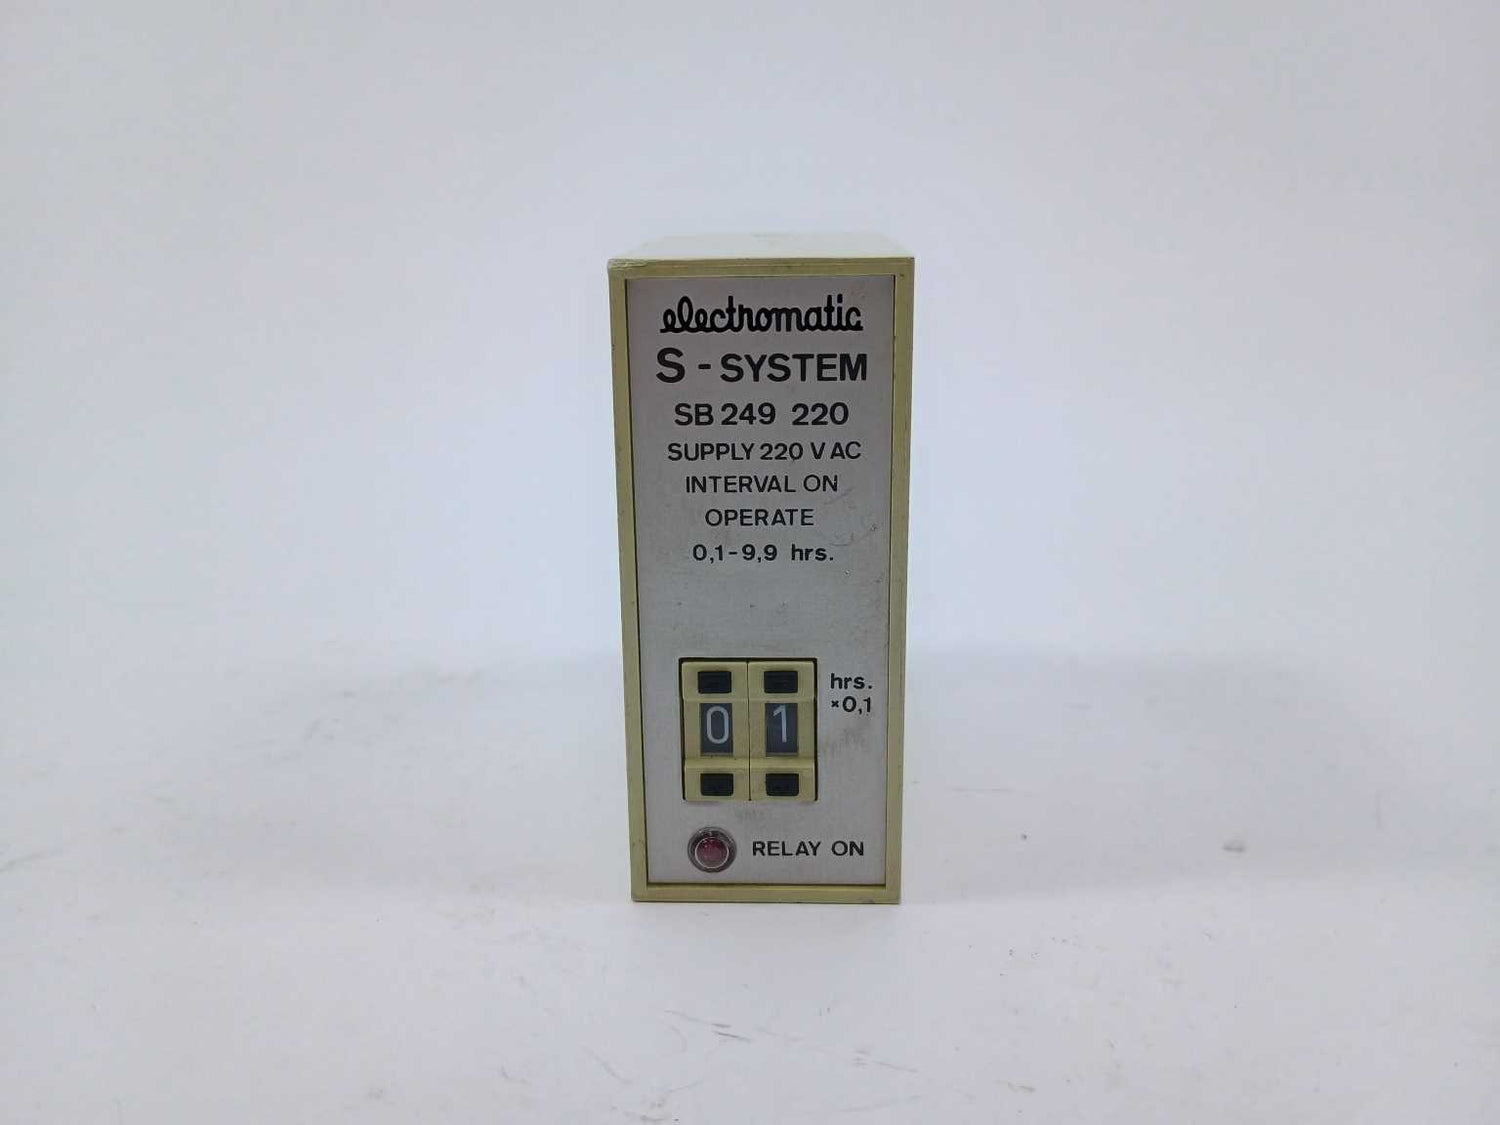 electromatic
S - SYSTEM
SB 249 220
SUPPLY 220 V AC
INTERVAL ON
OPERATE
0,1-9,9 hrs.
hrs.
×0,1
0 1
RELAY ON